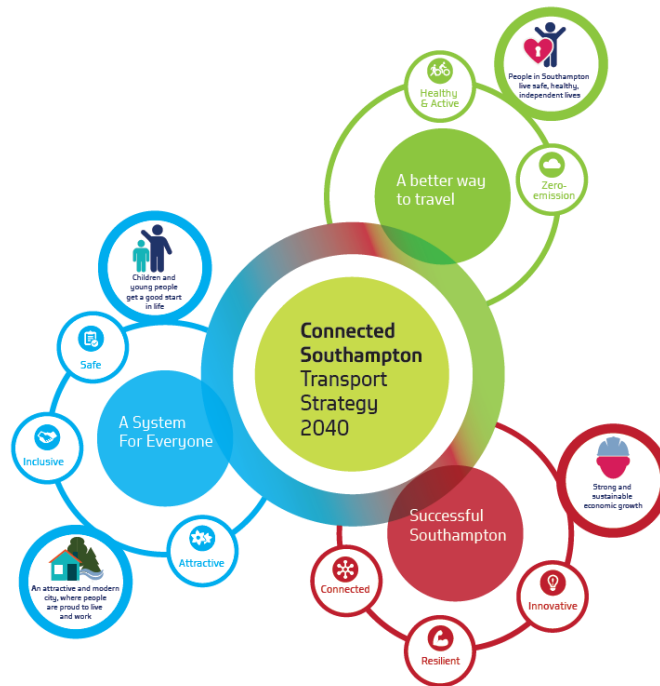 People in Southampton
live safe, healthy,
independent lives
Healthy
& Active
A better way
to travel
Zero-
emission
Children and
young people
get a good start
in life
Safe
Connected
Southampton
Transport
Strategy
2040
A System
For Everyone
Inclusive
Attractive
An attractive and modern
city, where people
are proud to live
and work
Strong and
sustainable
economic growth
Successful
Southampton
Connected
Innovative
Resilient